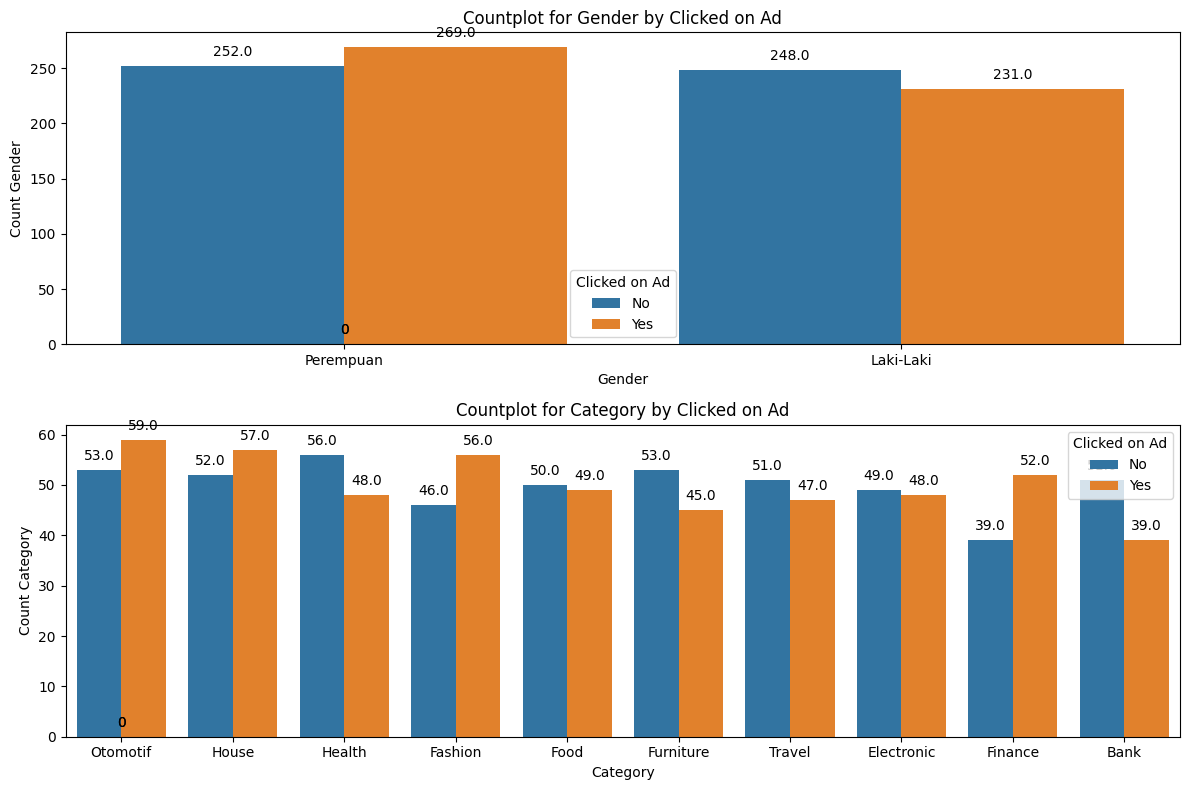 Countplot for Gender by Clicked on Ad
252.0
269.0
248.0
231.0
250
200
150
100
50
0
Count Gender
0
Clicked on Ad
No
Yes
Perempuan
Laki-Laki
Gender
Countplot for Category by Clicked on Ad
53.0 59.0 52.0 57.0 56.0 48.0 46.0 56.0 50.0 49.0 53.0 45.0 51.0 47.0 49.0 48.0 39.0 52.0 39.0
60
50
40
30
20
10
0
Count Category
0
Clicked on Ad
No
Yes
Otomotif House Health Fashion Food Furniture Travel Electronic Finance Bank
Category